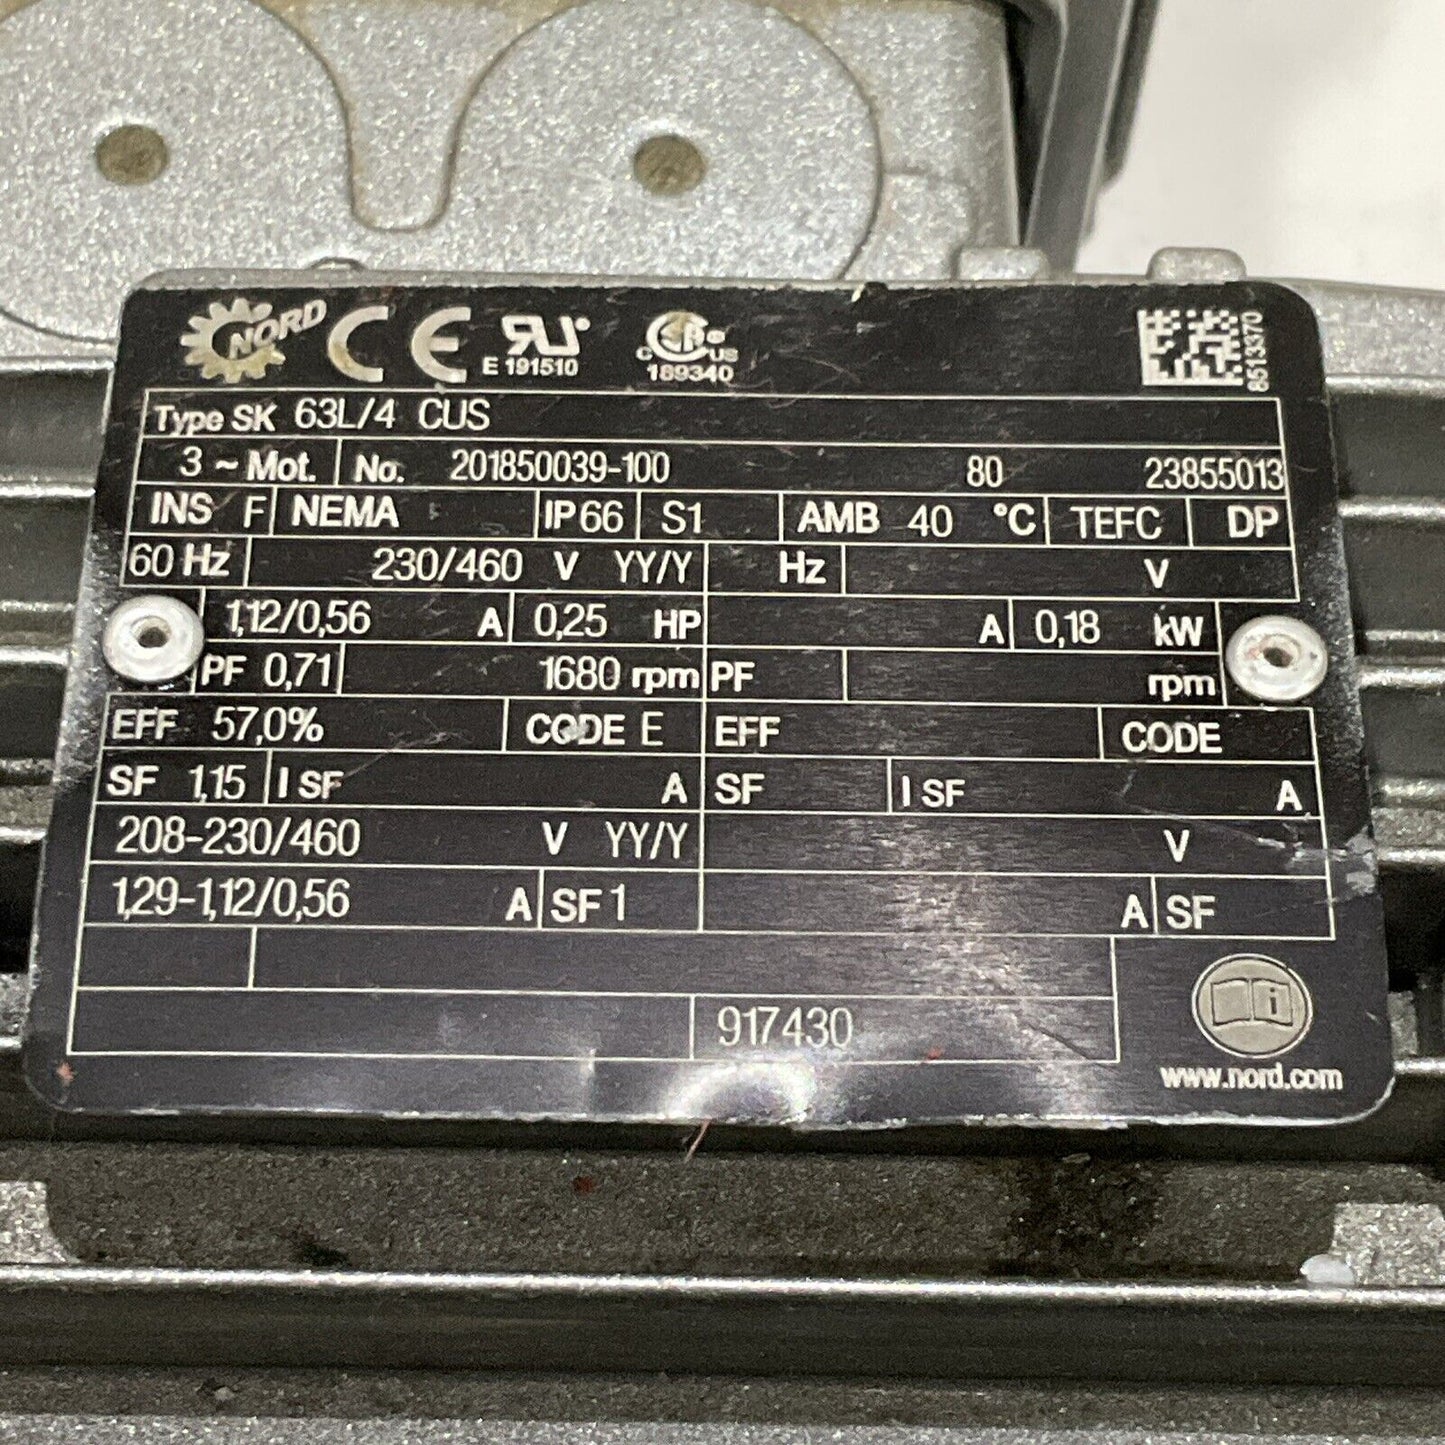 NORD CE RU ® E 191510
CSA ® C US 189340
8513370
Type SK 63L/4 CUS
3 ~ Mot. No. 201850039-100 80 23855013
INS F NEMA IP66 S1 AMB 40 °C TEFC DP
60 Hz 230/460 V YY/Y Hz V
1,12/0,56 A 0,25 HP A 0,18 kW
PF 0,71 1680 rpm PF rpm
EFF 57,0% CODE E EFF CODE
SF 1,15 I SF A SF I SF A
208-230/460 V YY/Y V
1,29-1,12/0,56 A SF 1 A SF
917430
i
www.nord.com